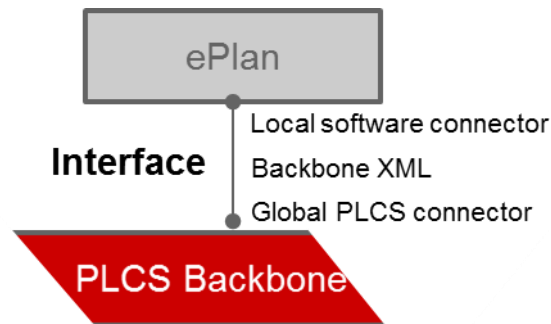 ePlan
Local software connector
Interface
Backbone XML
Global PLCS connector
PLCS Backbone